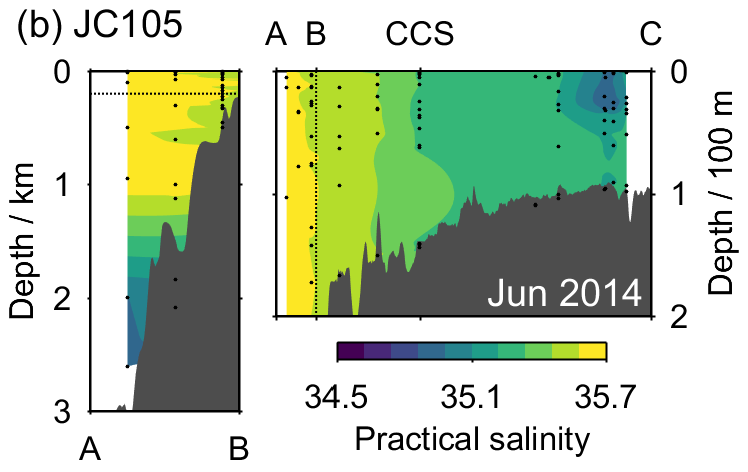 (b) JC105
A B CCS C
0
1
2
3
Depth / km
A B
0
1
2
Depth / 100 m
Jun 2014
34.5 35.1 35.7
Practical salinity